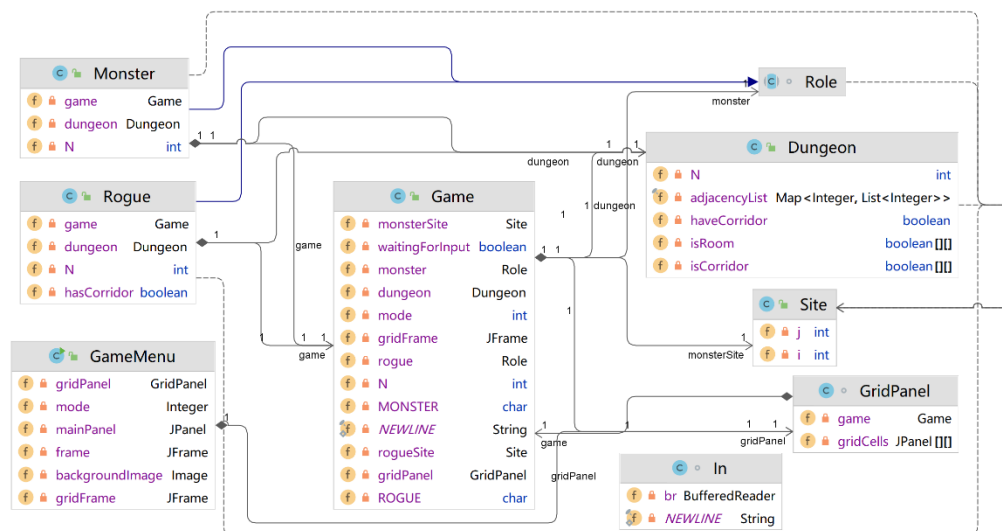 Monster
game Game
dungeon Dungeon
N int
Rogue
game Game
dungeon Dungeon
N int
hasCorridor boolean
GameMenu
gridPanel GridPanel
mode Integer
mainPanel JPanel
frame JFrame
backgroundImage Image
gridFrame JFrame
Game
monsterSite Site
waitingForInput boolean
monster Role
dungeon Dungeon
mode int
gridFrame JFrame
rogue Role
N int
MONSTER char
NEWLINE String
rogueSite Site
gridPanel GridPanel
ROGUE char
Role
Dungeon
N int
adjacencyList Map<Integer, List<Integer>>
haveCorridor boolean
isRoom boolean[][]
isCorridor boolean[][]
Site
j int
i int
GridPanel
game Game
gridCells JPanel[][]
In
br BufferedReader
NEWLINE String
1
monster
1 1
1 1 1
dungeon dungeon
1
1
dungeon
game
1 1
1
1
1 1
1 1 1
game
1 1
monsterSite
1
1 1
1 1
game gridPanel
gridPanel